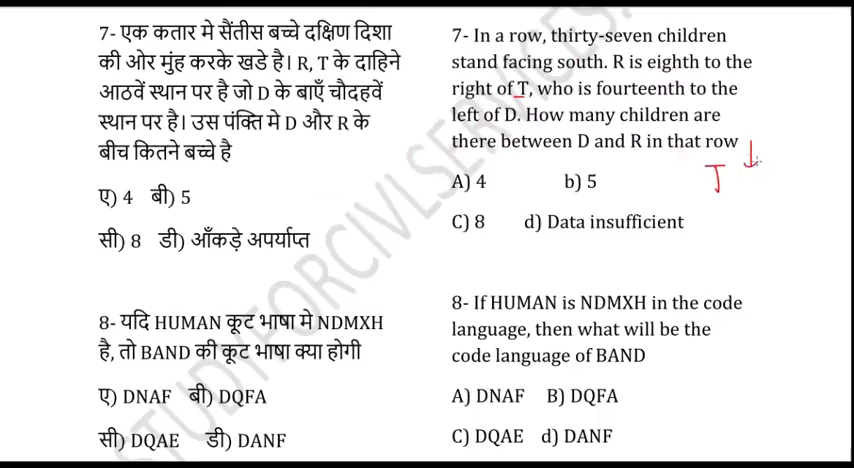 7- एक कतार मे सैंतीस बच्चे दक्षिण दिशा
की ओर मुंह करके खडे है। R, T के दाहिने
आठवें स्थान पर है जो D के बाएँ चौदहवें
स्थान पर है। उस पंक्ति मे D और R के
बीच कितने बच्चे है
ए) 4 बी) 5
सी) 8 डी) आँकड़े अपर्याप्त
8- यदि HUMAN कूट भाषा मे NDMXH
है, तो BAND की कूट भाषा क्या होगी
ए) DNAF बी) DQFA
सी) DQAE डी) DANF
7- In a row, thirty-seven children
stand facing south. R is eighth to the
right of T, who is fourteenth to the
left of D. How many children are
there between D and R in that row
A) 4 b) 5
C) 8 d) Data insufficient
T
8- If HUMAN is NDMXH in the code
language, then what will be the
code language of BAND
A) DNAF B) DQFA
C) DQAE d) DANF
STUDYFORCIVLSERVICES.